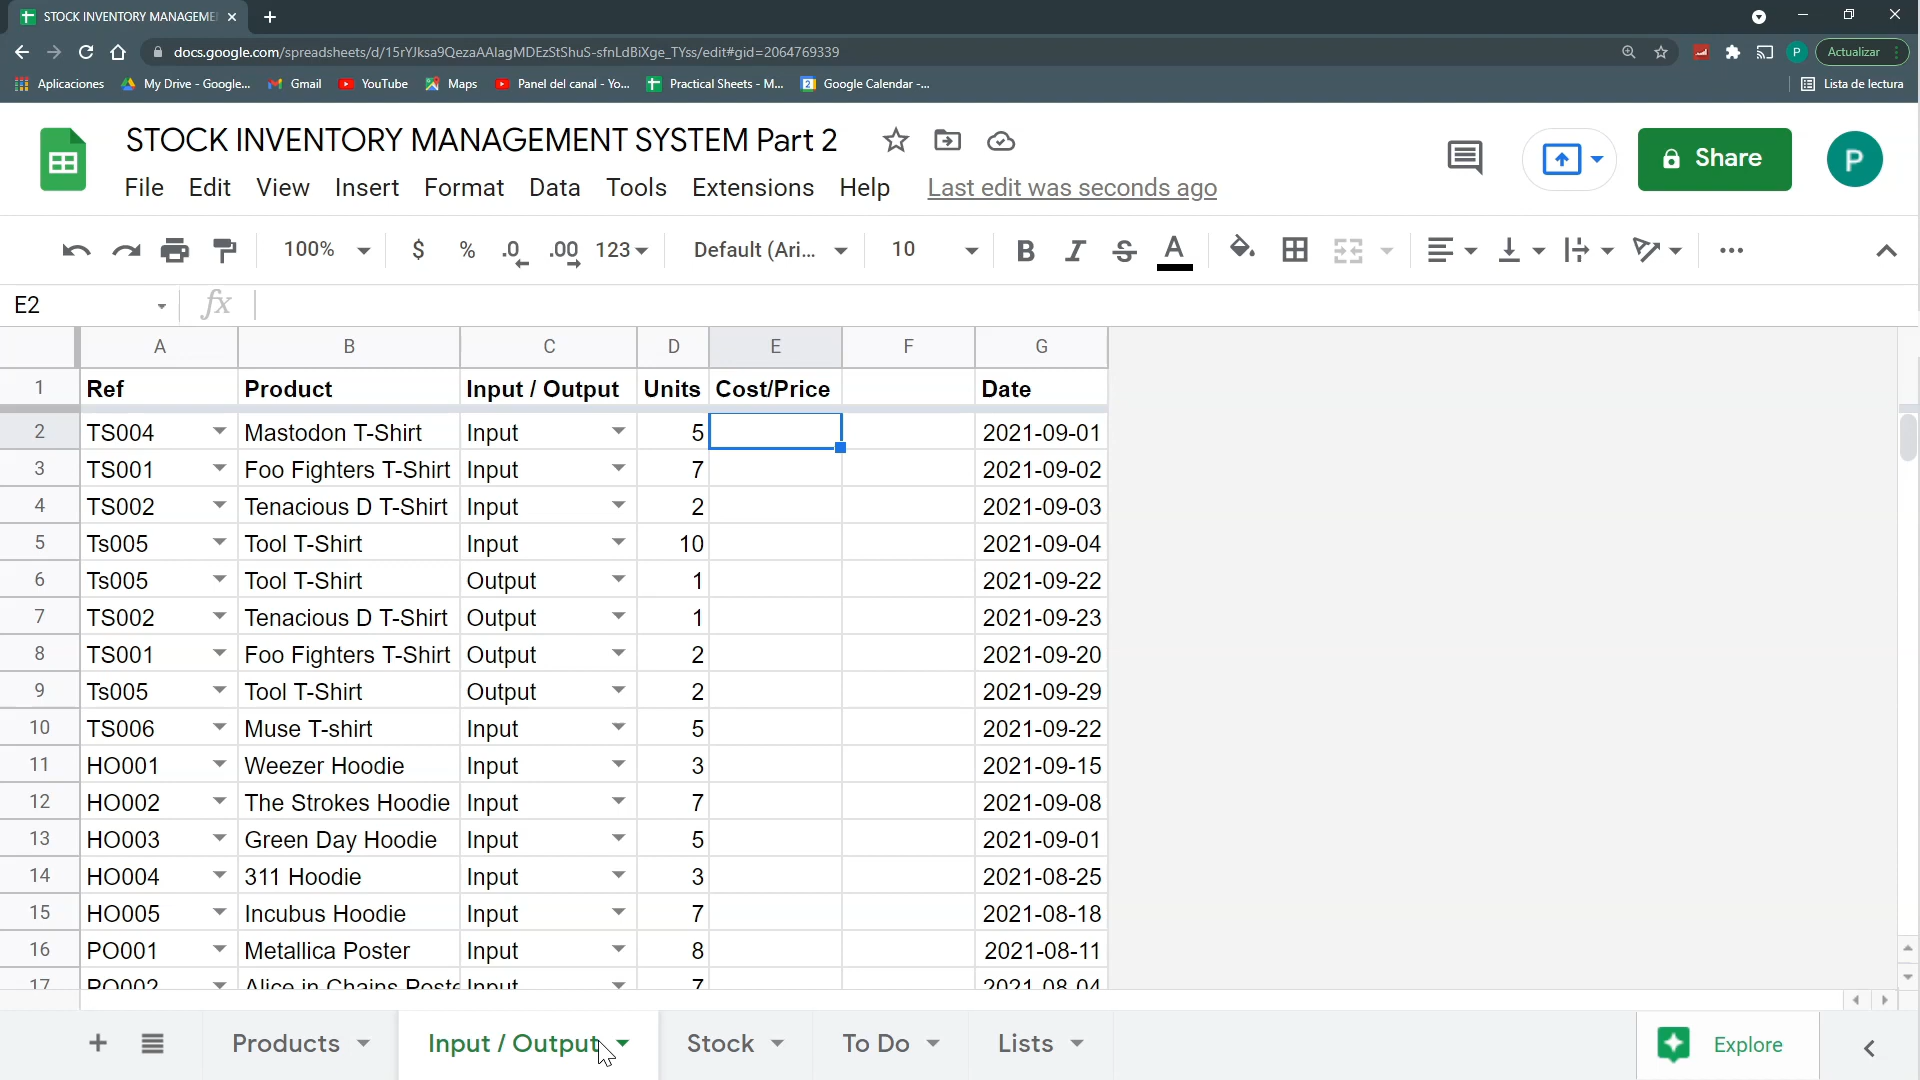 STOCK INVENTORY MANAGEME
docs.google.com/spreadsheets/d/15rYJksa9QezaAAlagMDEzStShuS-sfnLdBiXge_TYss/edit#gid=2064769339
P Actualizar
Aplicaciones My Drive - Google... Gmail YouTube Maps Panel del canal - Yo... Practical Sheets - M... Google Calendar -... Lista de lectura
STOCK INVENTORY MANAGEMENT SYSTEM Part 2
Share P
File Edit View Insert Format Data Tools Extensions Help Last edit was seconds ago
100% $ % .0 .00 123 Default (Ari... 10 B I S A
E2 fx
A B C D E F G
1 Ref Product Input / Output Units Cost/Price Date
2 TS004 Mastodon T-Shirt Input 5 2021-09-01
3 TS001 Foo Fighters T-Shirt Input 7 2021-09-02
4 TS002 Tenacious D T-Shirt Input 2 2021-09-03
5 Ts005 Tool T-Shirt Input 10 2021-09-04
6 Ts005 Tool T-Shirt Output 1 2021-09-22
7 TS002 Tenacious D T-Shirt Output 1 2021-09-23
8 TS001 Foo Fighters T-Shirt Output 2 2021-09-20
9 Ts005 Tool T-Shirt Output 2 2021-09-29
10 TS006 Muse T-shirt Input 5 2021-09-22
11 HO001 Weezer Hoodie Input 3 2021-09-15
12 HO002 The Strokes Hoodie Input 7 2021-09-08
13 HO003 Green Day Hoodie Input 5 2021-09-01
14 HO004 311 Hoodie Input 3 2021-08-25
15 HO005 Incubus Hoodie Input 7 2021-08-18
16 PO001 Metallica Poster Input 8 2021-08-11
17 PO002 Alice in Chains Poste Input 7 2021-08-04
Products Input / Output Stock To Do Lists Explore